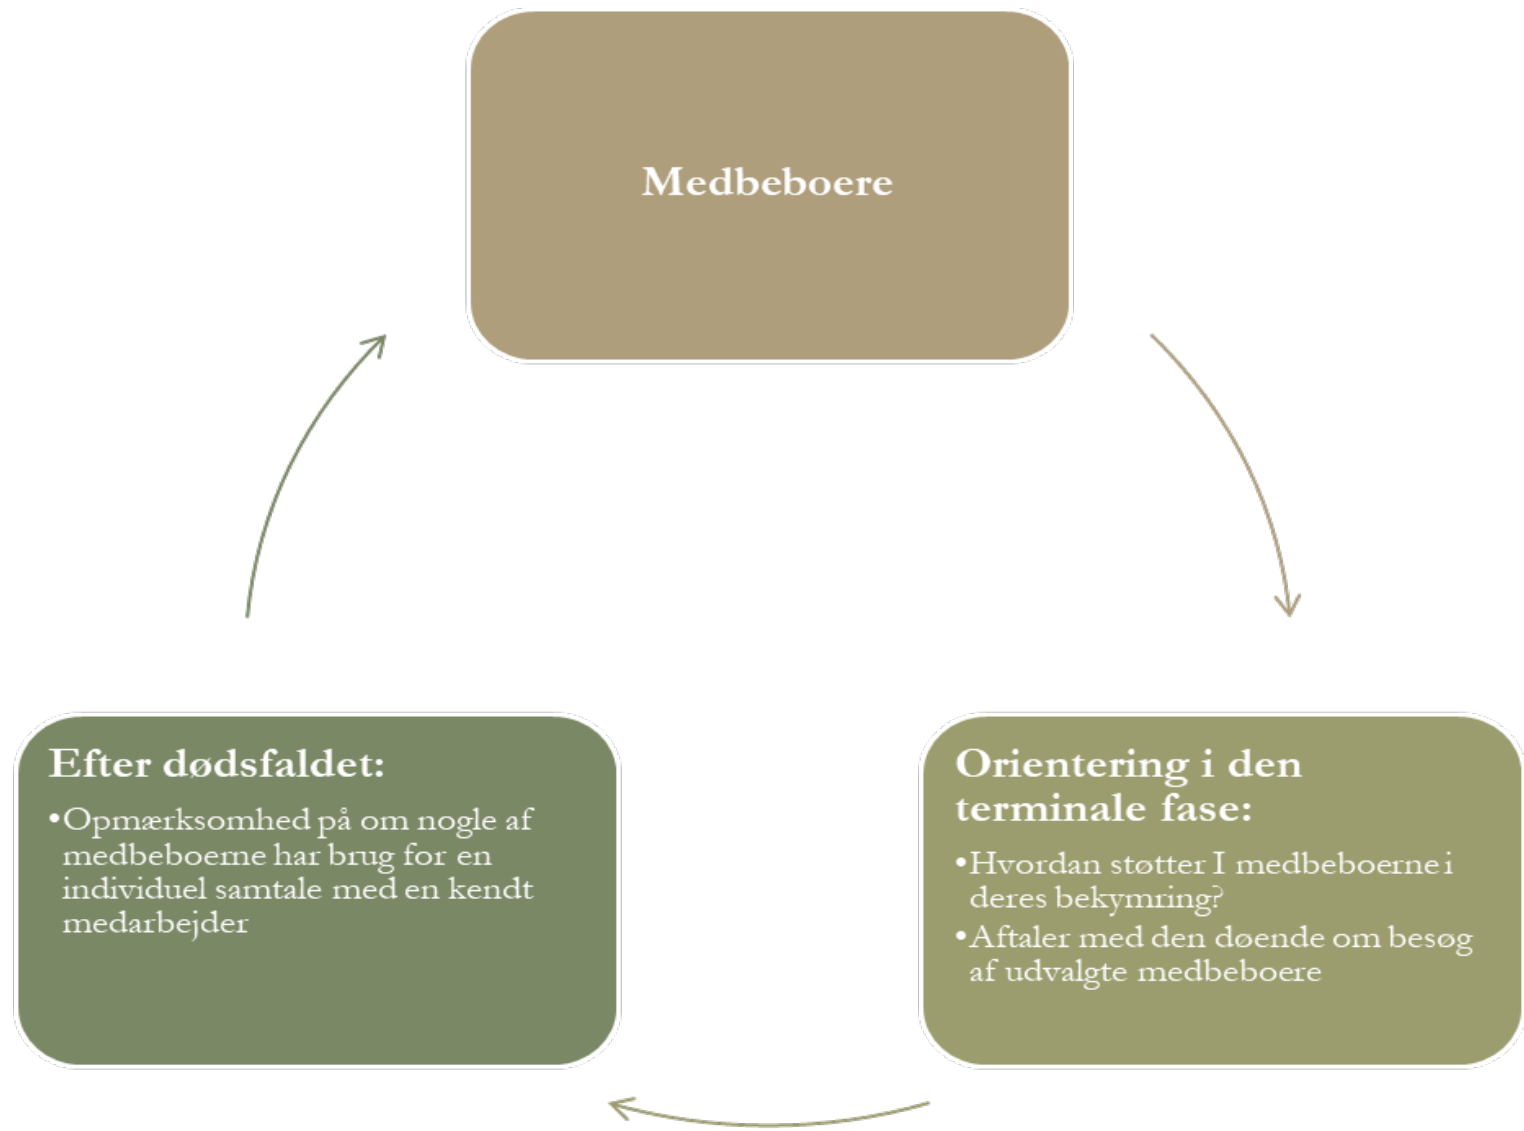 Medbeboere
Orientering i den
terminale fase:
•Hvordan støtter I medbeboerne i
deres bekymring?
•Aftaler med den døende om besøg
af udvalgte medbeboere
Efter dødsfaldet:
•Opmærksomhed på om nogle af
medbeboerne har brug for en
individuel samtale med en kendt
medarbejder